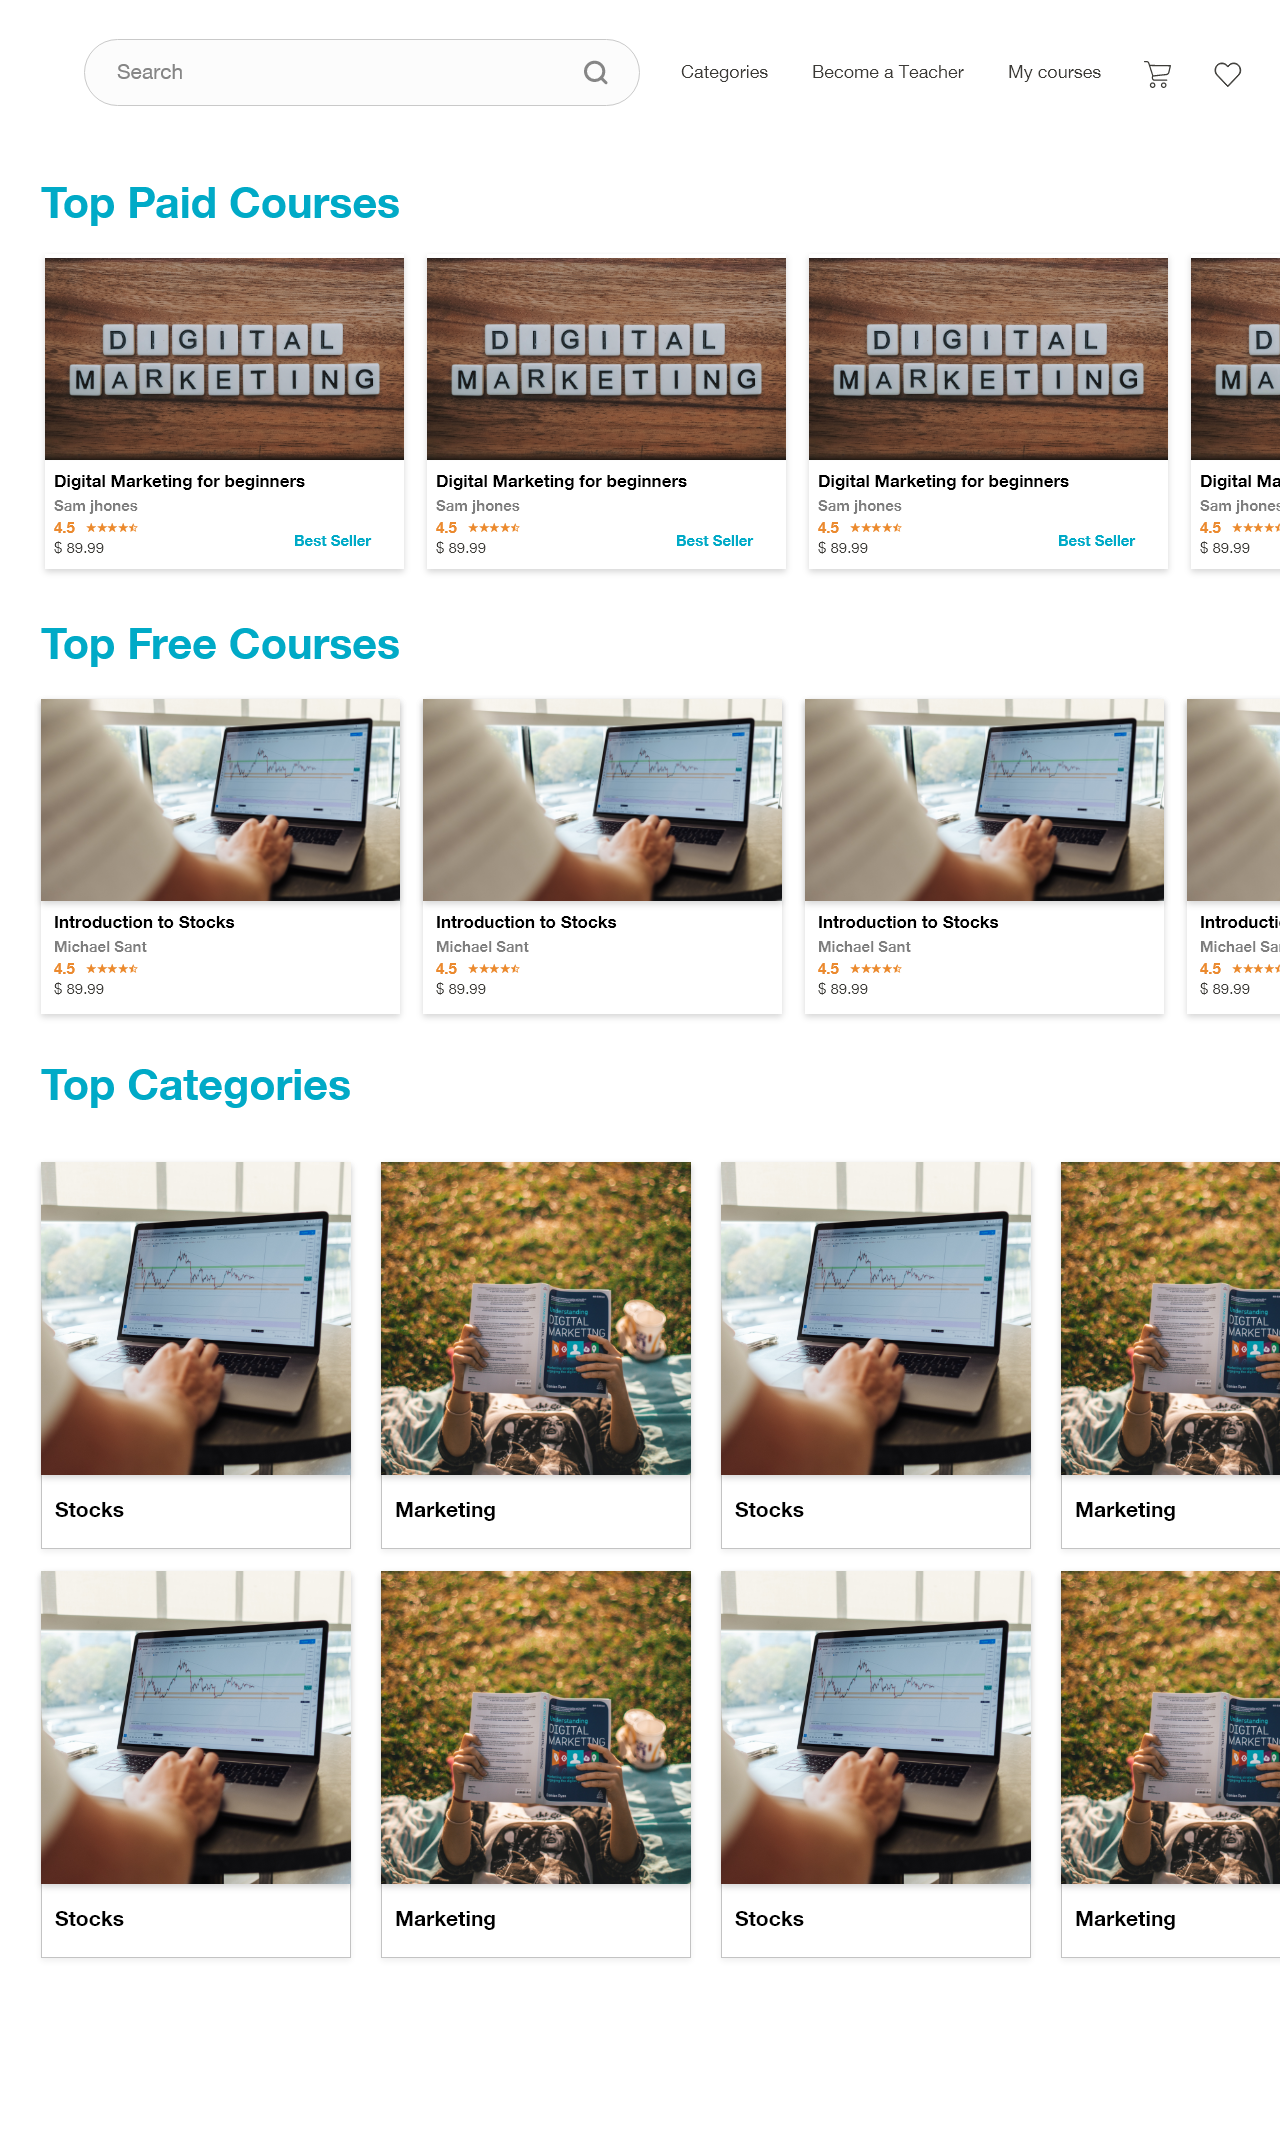 Search
Categories
Become a Teacher
My courses
Top Paid Courses
DIGITAL
MARKETING
DIGITAL
MARKETING
DIGITAL
MARKETING
D
MA
Digital Marketing for beginners
Sam jhones
4.5
$ 89.99
Best Seller
Digital Marketing for beginners
Sam jhones
4.5
$ 89.99
Best Seller
Digital Marketing for beginners
Sam jhones
4.5
$ 89.99
Best Seller
Digital Ma
Sam jhones
4.5
$ 89.99
Top Free Courses
Introduction to Stocks
Michael Sant
4.5
$ 89.99
Introduction to Stocks
Michael Sant
4.5
$ 89.99
Introduction to Stocks
Michael Sant
4.5
$ 89.99
Introducti
Michael Sa
4.5
$ 89.99
Top Categories
Understanding
DIGITAL
MARKETING
Understanding
DIGITAL
MARKETIN
Stocks
Marketing
Stocks
Marketing
Understanding
DIGITAL
MARKETING
Understanding
DIGITAL
MARKETIN
Stocks
Marketing
Stocks
Marketing